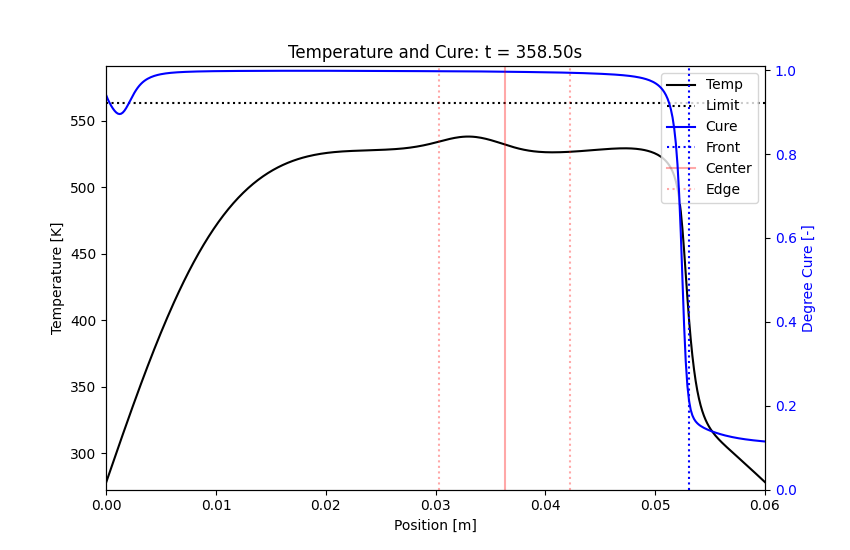 Temperature and Cure: t = 358.50s
Temperature [K]
550
500
450
400
350
300
Temp
Limit
Cure
Front
Center
Edge
1.0
0.8
0.6
0.4
0.2
0.0
Degree Cure [-]
0.00 0.01 0.02 0.03 0.04 0.05 0.06
Position [m]